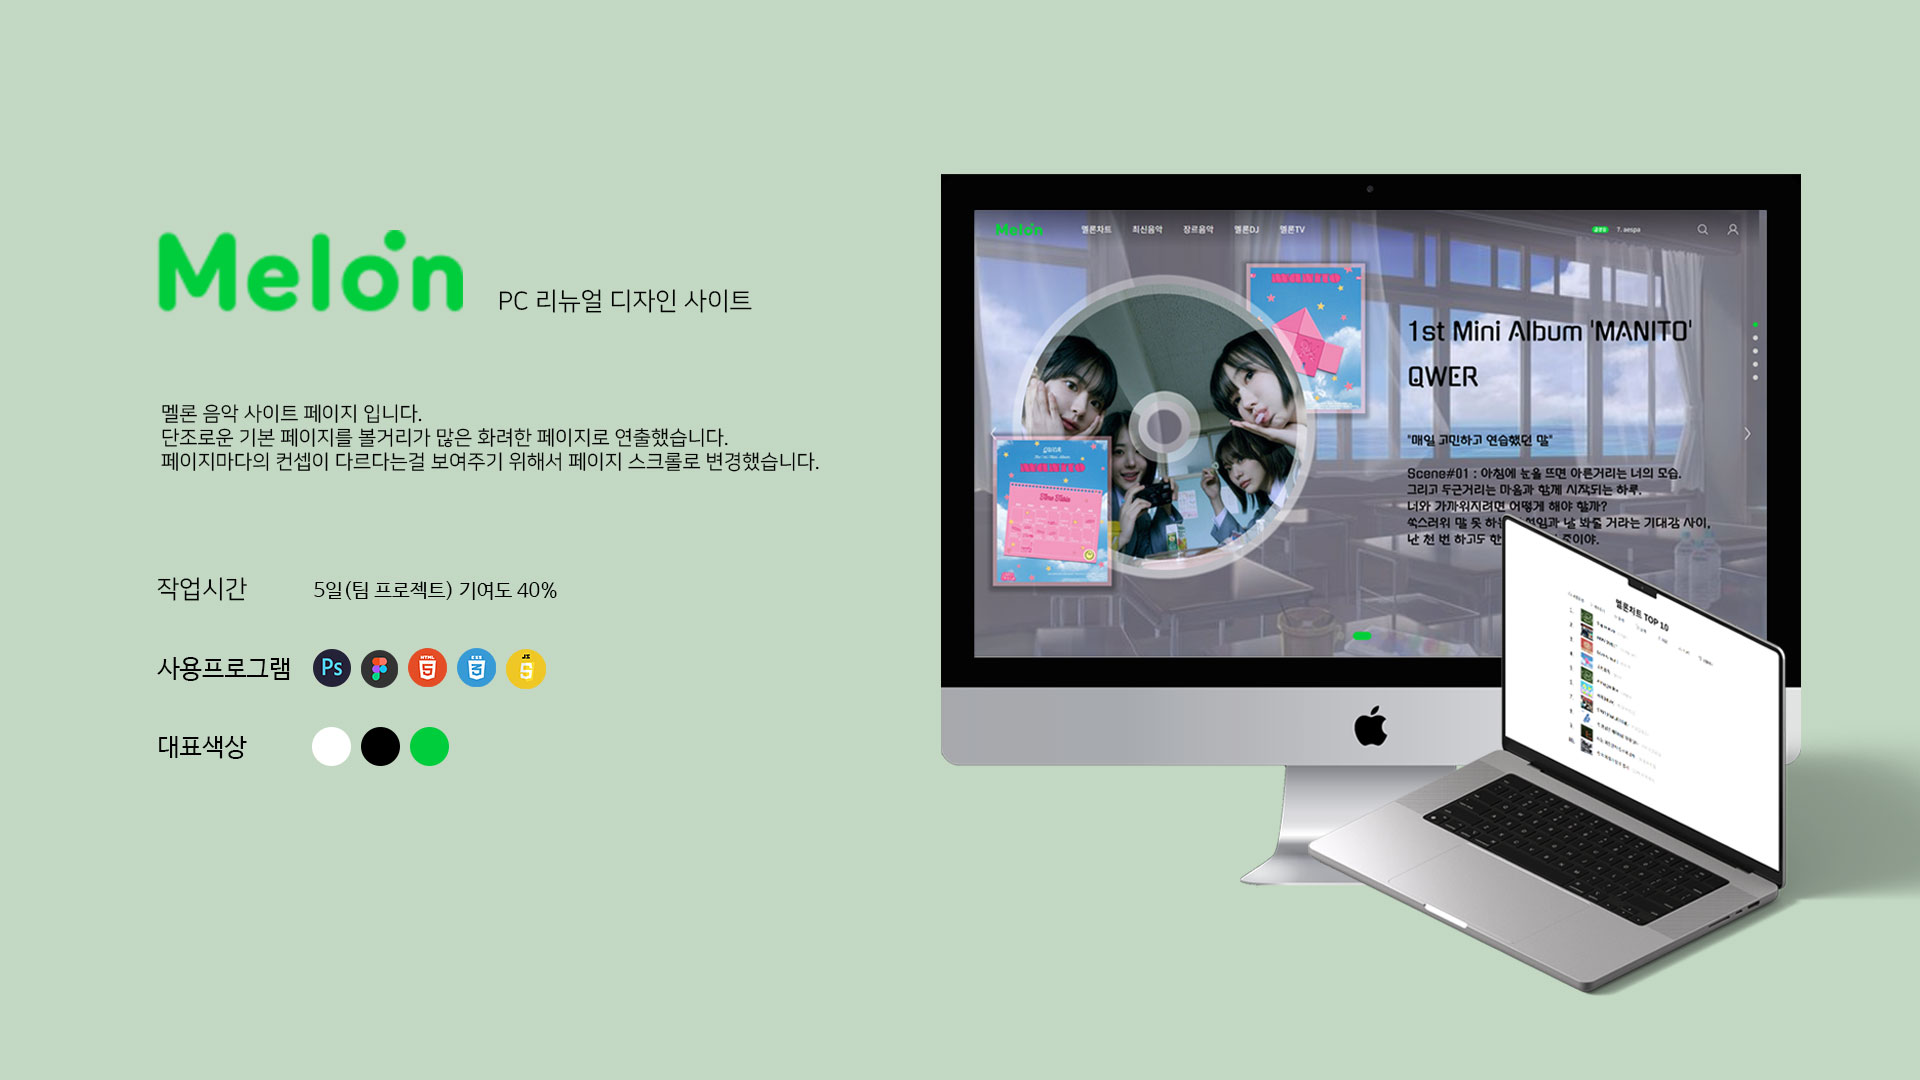 Melon
PC 리뉴얼 디자인 사이트
멜론 음악 사이트 페이지 입니다.
단조로운 기본 페이지를 볼거리가 많은 화려한 페이지로 연출했습니다.
페이지마다의 컨셉이 다르다는걸 보여주기 위해서 페이지 스크롤로 변경했습니다.
작업시간
5일(팀 프로젝트) 기여도 40%
사용프로그램
Ps
HTML
5
CSS
3
JS
5
대표색상
Melon
멜론차트 최신음악 장르음악 멜론DJ 멜론TV
7. aespa
MANITO
1st Mini Album 'MANITO'
QWER
"매일 고민하고 연습했던 말"
Scene#01 : 아침에 눈을 뜨면 아른거리는 너의 모습.
그리고 두근거리는 마음과 함께 시작되는 하루.
너와 가까워지려면 어떻게 해야 할까?
쑥스러워 말 못 하는 날 봐줄 거라는 기대감 사이,
난 천 번 하고도 한 중이야.
MANITO
Time Table
멜론차트 TOP 10